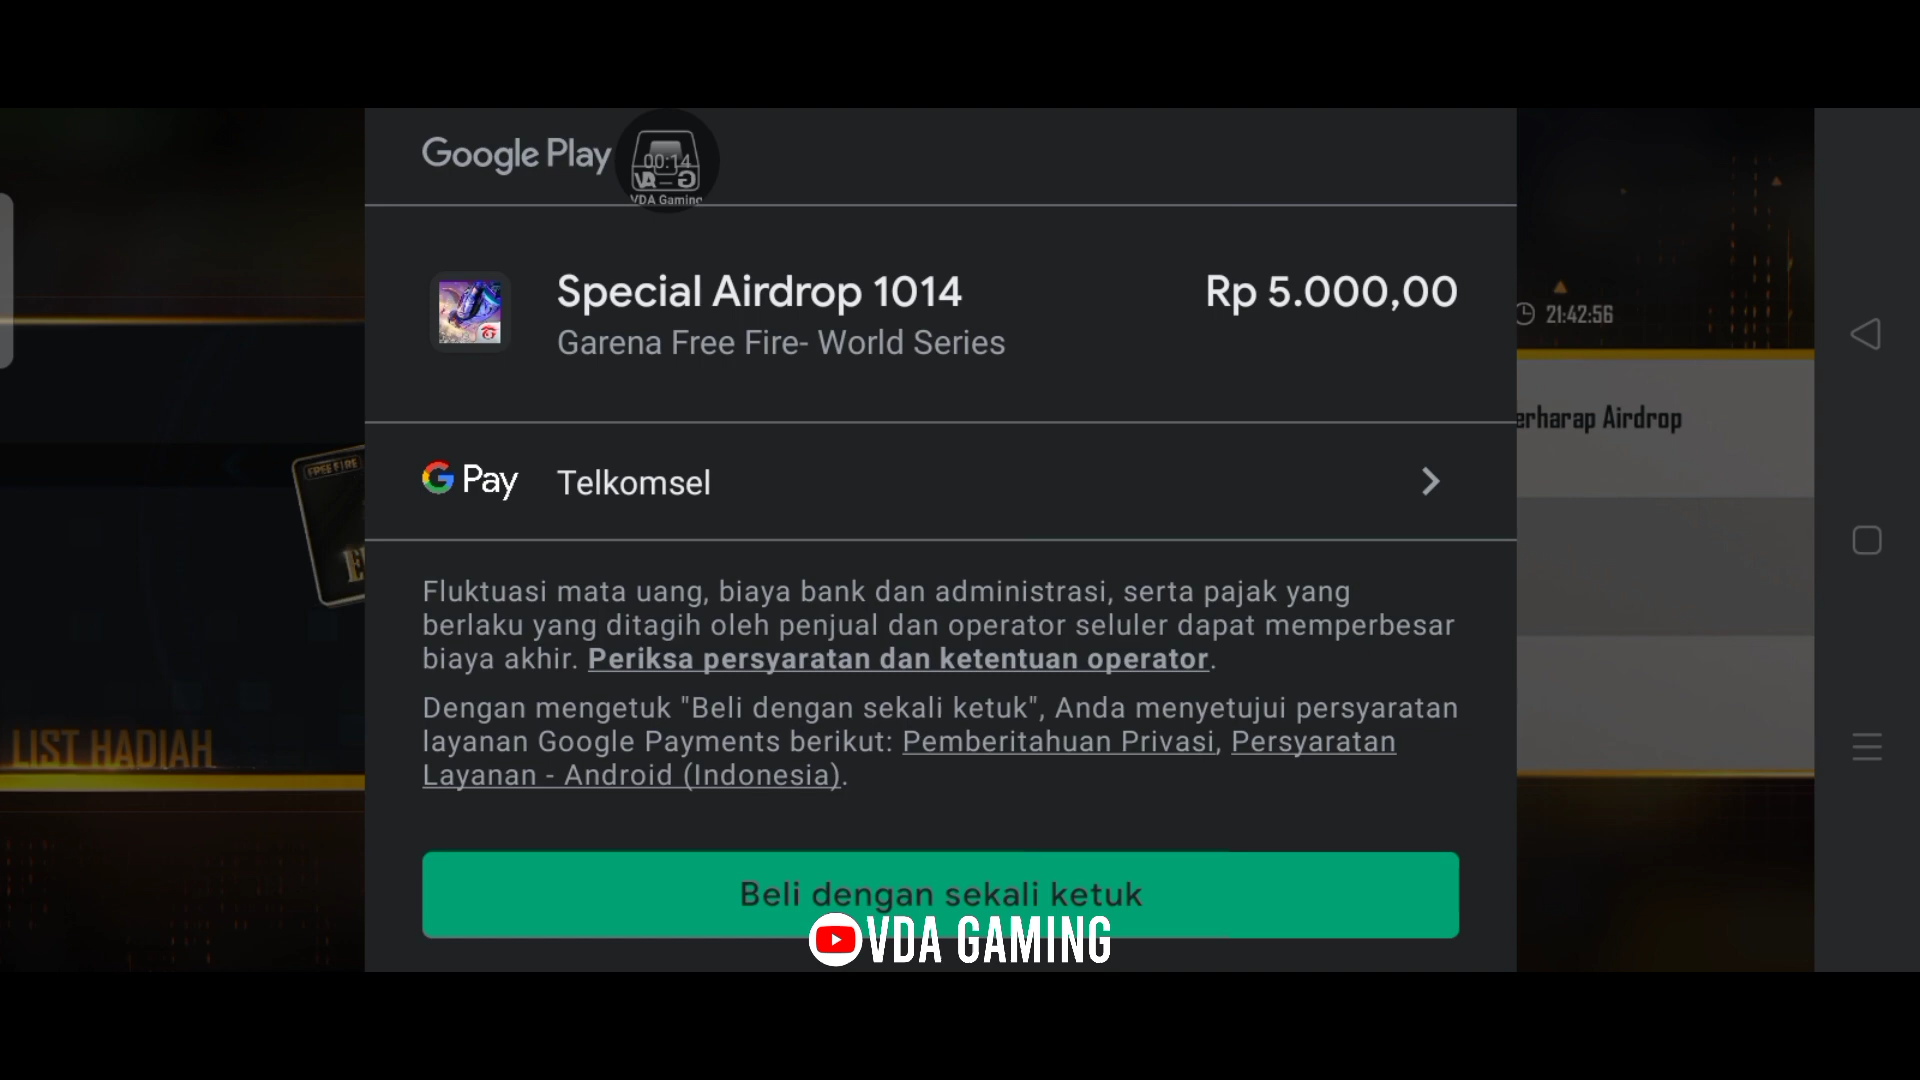 Google Play
00:14
VDA Gaming
Special Airdrop 1014
Rp 5.000,00
Garena Free Fire- World Series
21:42:56
erharap Airdrop
G Pay
Telkomsel
FREE FIRE
Fluktuasi mata uang, biaya bank dan administrasi, serta pajak yang
berlaku yang ditagih oleh penjual dan operator seluler dapat memperbesar
biaya akhir. Periksa persyaratan dan ketentuan operator.
Dengan mengetuk "Beli dengan sekali ketuk", Anda menyetujui persyaratan
layanan Google Payments berikut: Pemberitahuan Privasi, Persyaratan
Layanan - Android (Indonesia).
LIST HADIAH
Beli dengan sekali ketuk
VDA GAMING